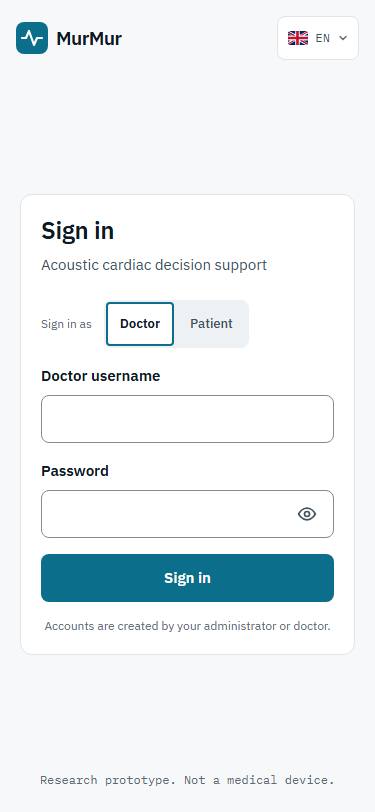 MurMur
EN
Sign in
Acoustic cardiac decision support
Sign in as
Doctor
Patient
Doctor username
Password
Sign in
Accounts are created by your administrator or doctor.
Research prototype. Not a medical device.